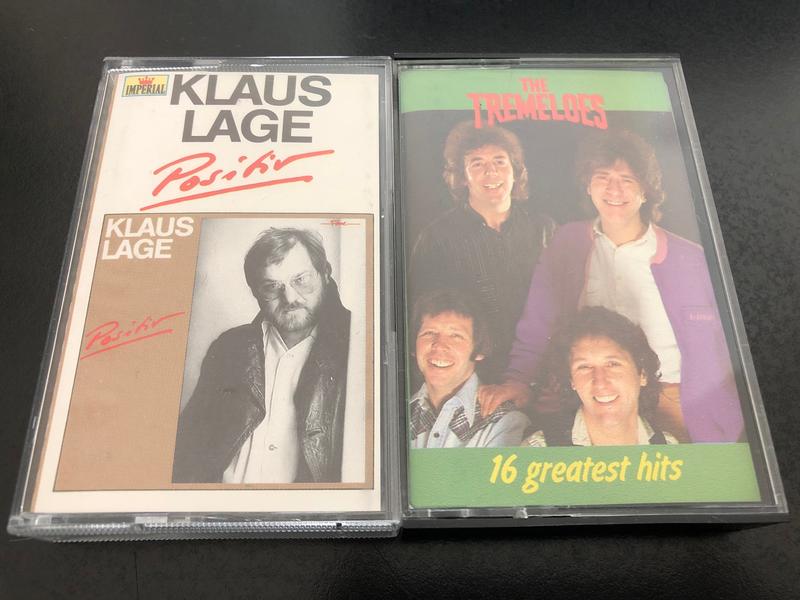 IMPERIAL
KLAUS
LAGE
Positiv
KLAUS
LAGE
Positiv
THE
TREMELOES
16 greatest hits